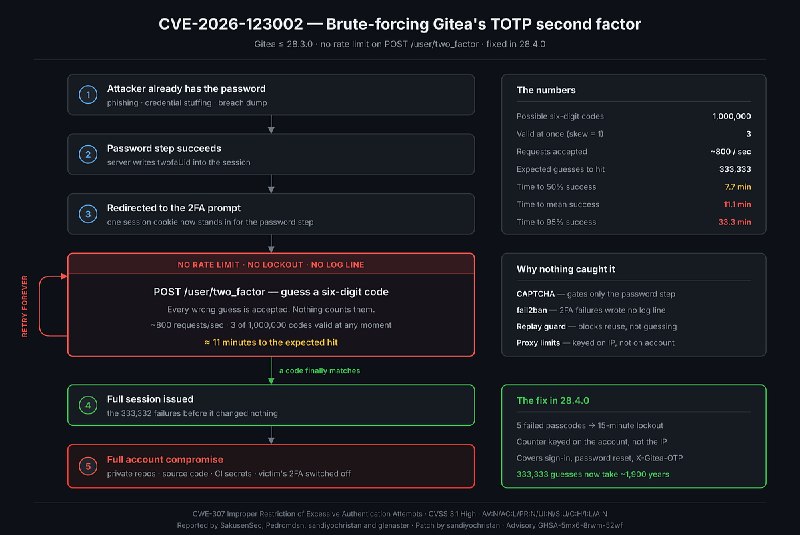 CVE-2026-123002 — Brute-forcing Gitea's TOTP second factor
Gitea ≤ 28.3.0 · no rate limit on POST /user/two_factor · fixed in 28.4.0
1
Attacker already has the password
phishing · credential stuffing · breach dump
2
Password step succeeds
server writes twofaUid into the session
3
Redirected to the 2FA prompt
one session cookie now stands in for the password step
NO RATE LIMIT · NO LOCKOUT · NO LOG LINE
POST /user/two_factor — guess a six-digit code
Every wrong guess is accepted. Nothing counts them.
~800 requests/sec · 3 of 1,000,000 codes valid at any moment
≈ 11 minutes to the expected hit
RETRY FOREVER
a code finally matches
4
Full session issued
the 333,332 failures before it changed nothing
5
Full account compromise
private repos · source code · CI secrets · victim's 2FA switched off
The numbers
Possible six-digit codes 1,000,000
Valid at once (skew = 1) 3
Requests accepted ~800 / sec
Expected guesses to hit 333,333
Time to 50% success 7.7 min
Time to mean success 11.1 min
Time to 95% success 33.3 min
Why nothing caught it
CAPTCHA — gates only the password step
fail2ban — 2FA failures wrote no log line
Replay guard — blocks reuse, not guessing
Proxy limits — keyed on IP, not on account
The fix in 28.4.0
5 failed passcodes → 15-minute lockout
Counter keyed on the account, not the IP
Covers sign-in, password reset, X-Gitea-OTP
333,333 guesses now take ~1,900 years
CWE-307 Improper Restriction of Excessive Authentication Attempts · CVSS 3.1 High ·
Reported by SakusenSec, Pedromdsn, sandiyochristan and glenaster · Patch by sandiyochristan · Advisory